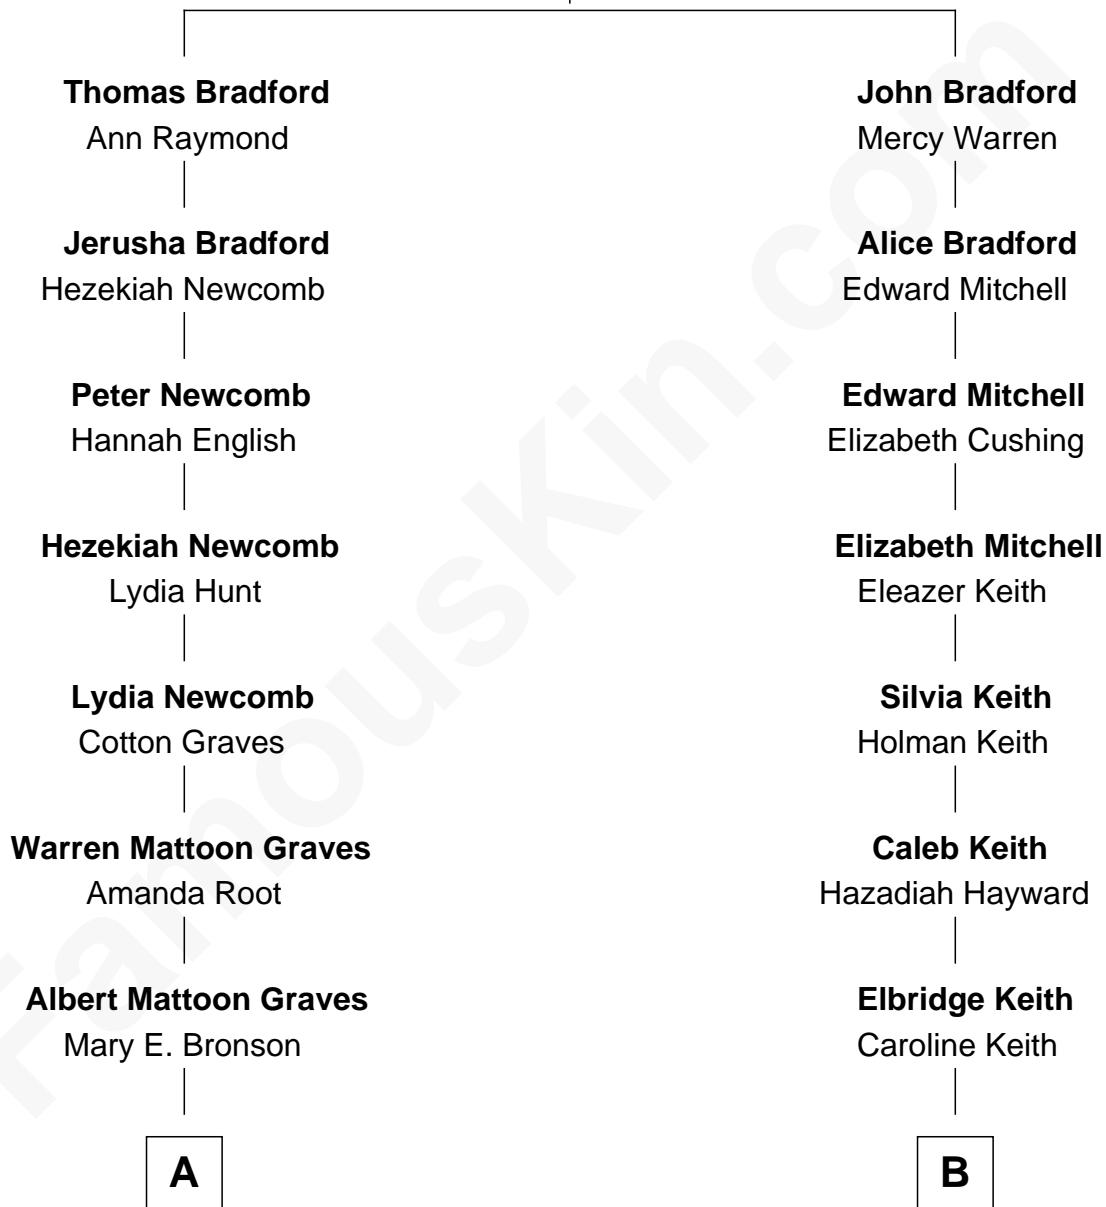 Thomas Bradford
Ann Raymond
Jerusha Bradford
Hezekiah Newcomb
Peter Newcomb
Hannah English
Hezekiah Newcomb
Lydia Hunt
Lydia Newcomb
Cotton Graves
Warren Mattoon Graves
Amanda Root
Albert Mattoon Graves
Mary E. Bronson
A
John Bradford
Mercy Warren
Alice Bradford
Edward Mitchell
Edward Mitchell
Elizabeth Cushing
Elizabeth Mitchell
Eleazer Keith
Silvia Keith
Holman Keith
Caleb Keith
Hazadiah Hayward
Elbridge Keith
Caroline Keith
B
FamousKin.com